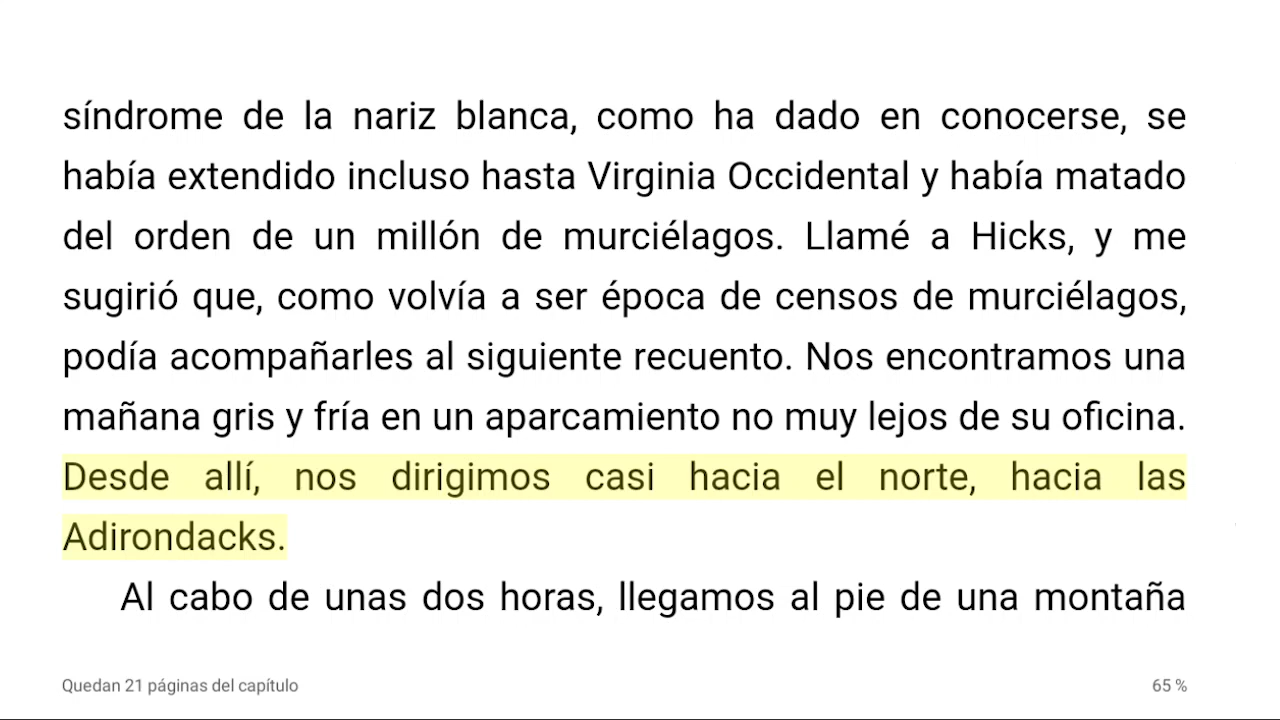 síndrome de la nariz blanca, como ha dado en conocerse, se
había extendido incluso hasta Virginia Occidental y había matado
del orden de un millón de murciélagos. Llamé a Hicks, y me
sugirió que, como volvía a ser época de censos de murciélagos,
podía acompañarles al siguiente recuento. Nos encontramos una
mañana gris y fría en un aparcamiento no muy lejos de su oficina.
Desde allí, nos dirigimos casi hacia el norte, hacia las
Adirondacks.
Al cabo de unas dos horas, llegamos al pie de una montaña
Quedan 21 páginas del capítulo
65 %